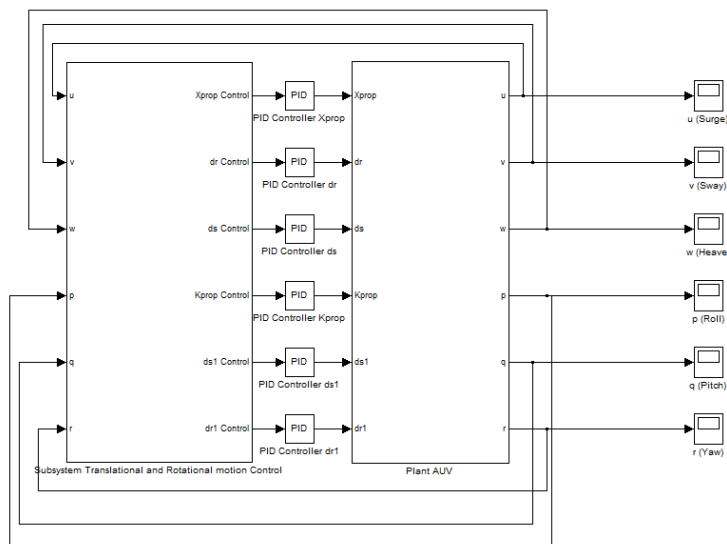 u
Xprop Control
PID
Xprop
u
PID Controller Xprop
u (Surge)
v
dr Control
PID
dr
v
PID Controller dr
v (Sway)
w
ds Control
PID
ds
w
PID Controller ds
w (Heave
p
Kprop Control
PID
Kprop
p
PID Controller Kprop
p (Roll)
q
ds1 Control
PID
ds1
q
PID Controller ds1
q (Pitch)
r
dr1 Control
PID
dr1
r
PID Controller dr1
r (Yaw)
Subsystem Translational and Rotational motion Control
Plant AUV